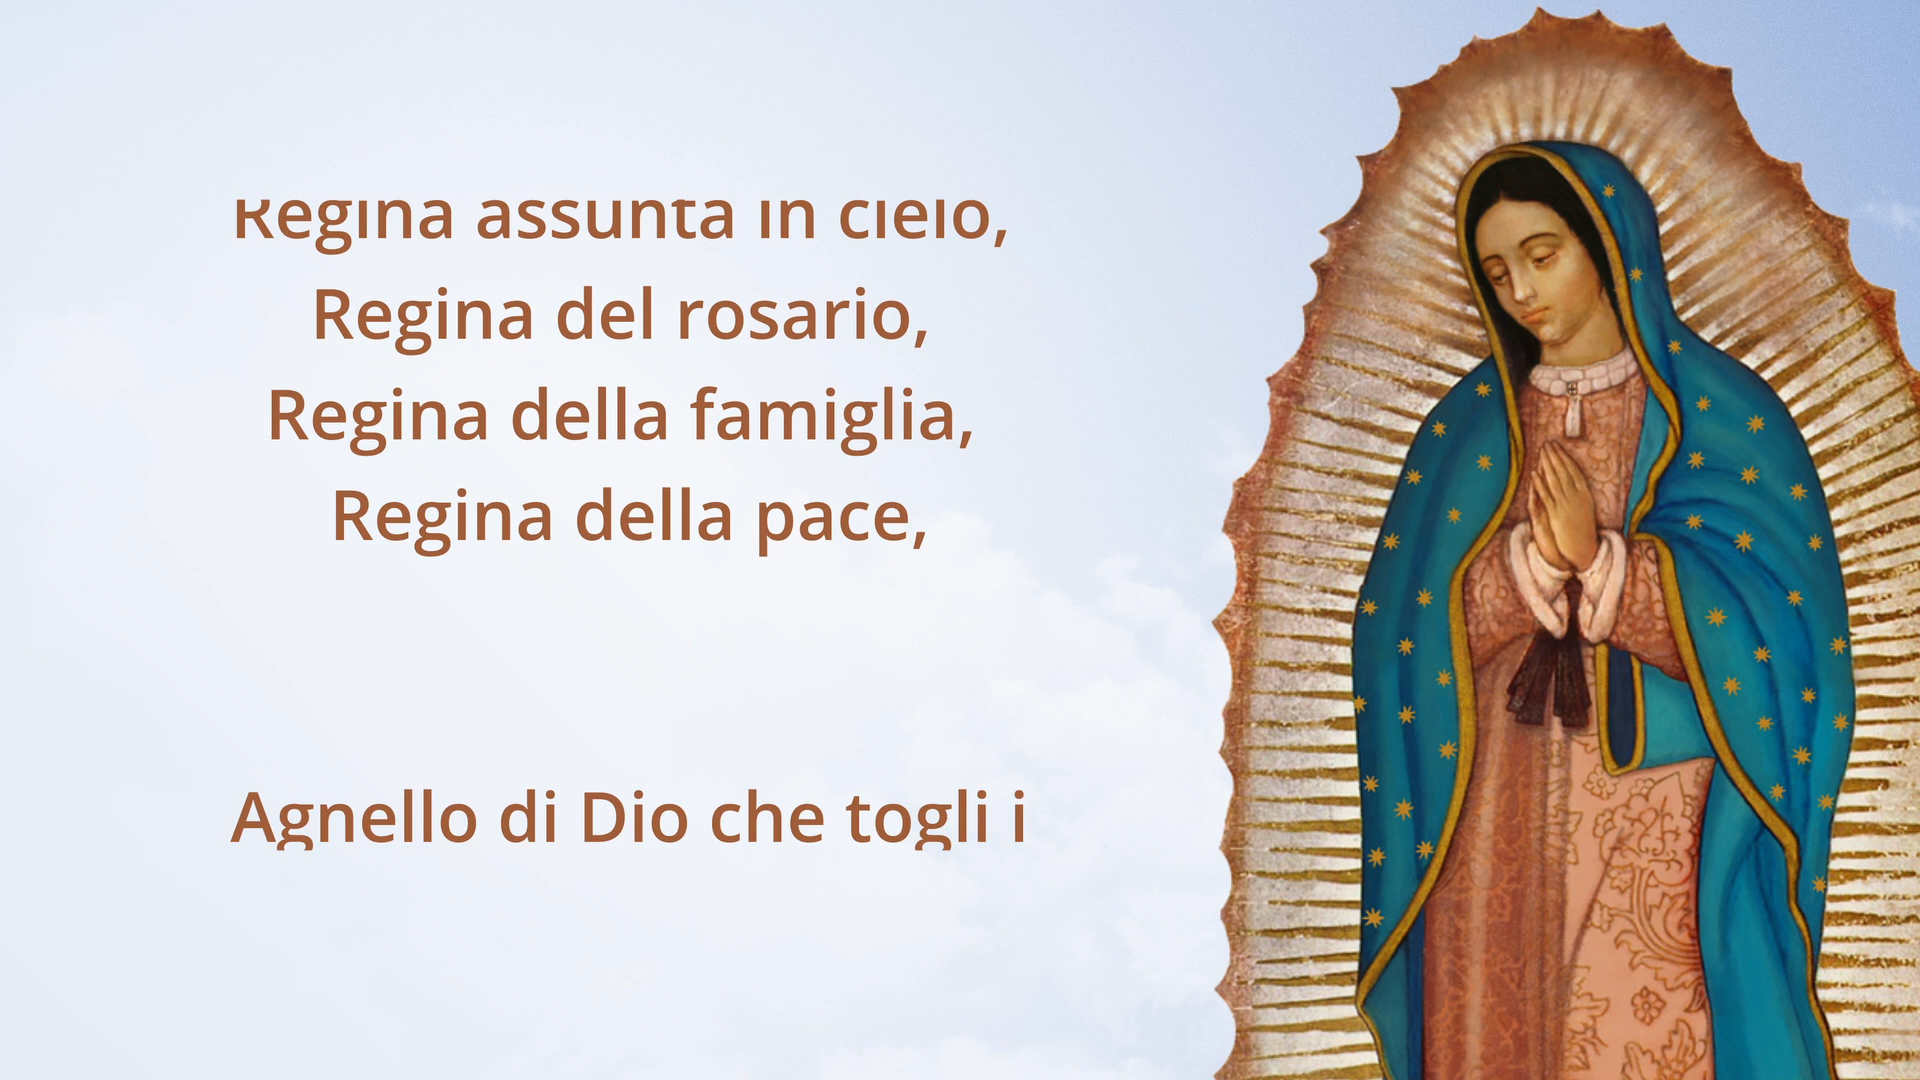 Regina assunta in cielo,
Regina del rosario,
Regina della famiglia,
Regina della pace,
Agnello di Dio che togli i